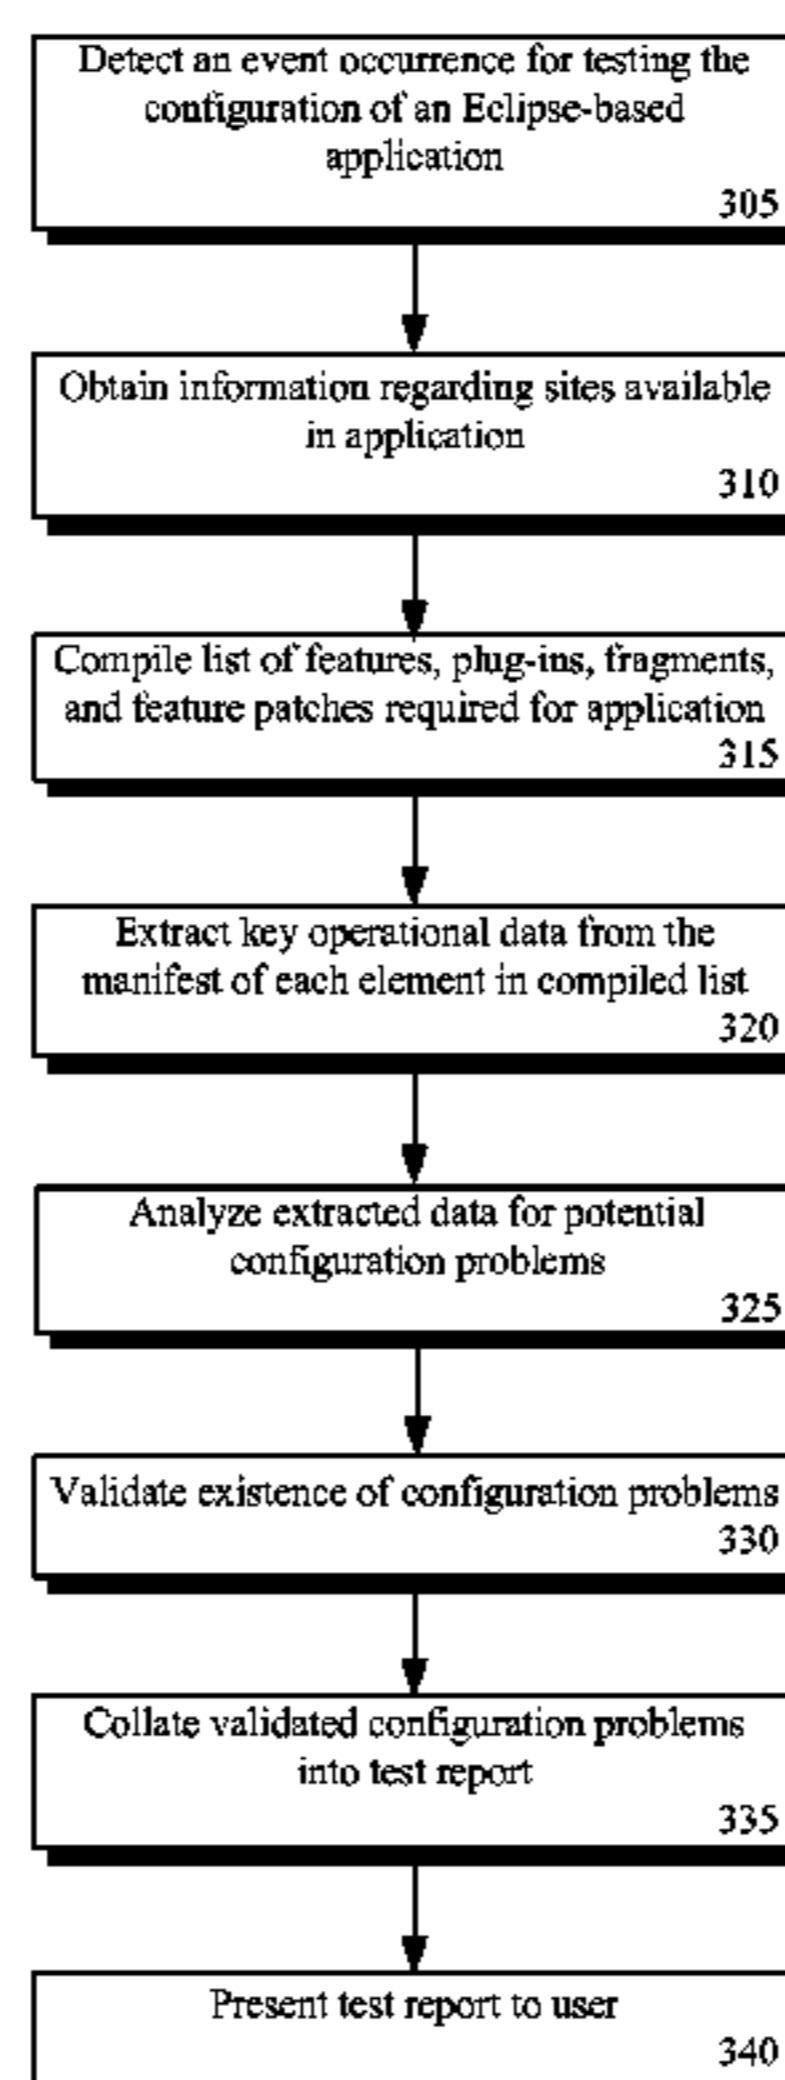 Detect an event occurrence for testing the
configuration of an Eclipse-based
application
305
Obtain information regarding sites available
in application
310
Compile list of features, plug-ins, fragments,
and feature patches required for application
315
Extract key operational data from the
manifest of each element in compiled list
320
Analyze extracted data for potential
configuration problems
325
Validate existence of configuration problems
330
Collate validated configuration problems
into test report
335
Present test report to user
340